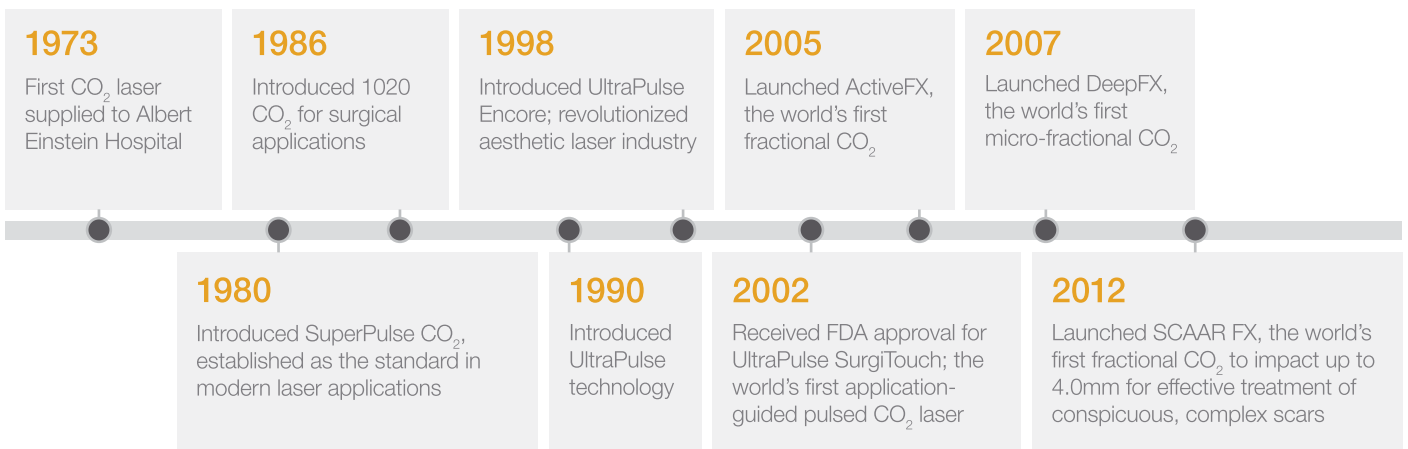 1973
First CO₂ laser
supplied to Albert
Einstein Hospital
1986
Introduced 1020
CO₂ for surgical
applications
1998
Introduced UltraPulse
Encore; revolutionized
aesthetic laser industry
2005
Launched ActiveFX,
the world's first
fractional CO₂
2007
Launched DeepFX,
the world's first
micro-fractional CO₂
1980
Introduced SuperPulse CO₂,
established as the standard in
modern laser applications
1990
Introduced
UltraPulse
technology
2002
Received FDA approval for
UltraPulse SurgiTouch; the
world's first application-
guided pulsed CO₂ laser
2012
Launched SCAAR FX, the world's
first fractional CO₂ to impact up to
4.0mm for effective treatment of
conspicuous, complex scars